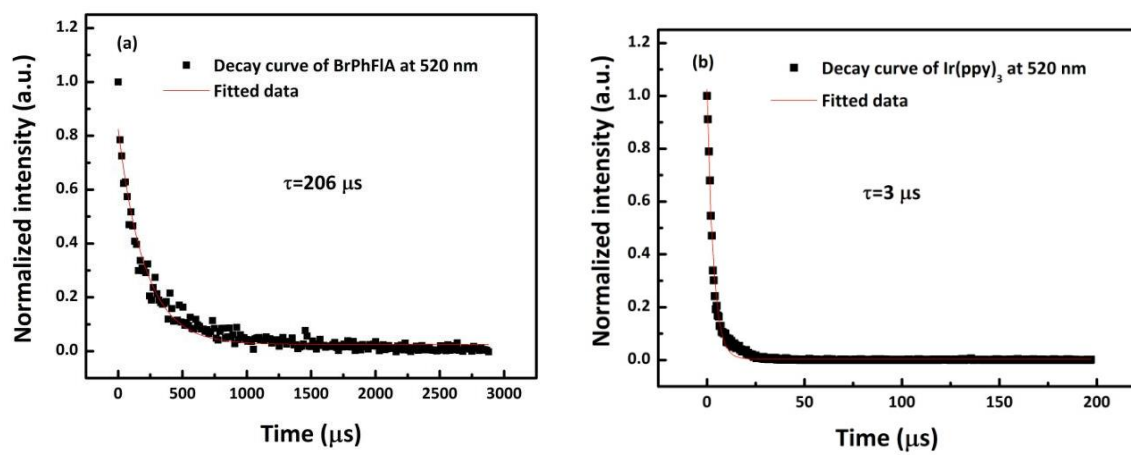 (a)
Decay curve of BrPhFlA at 520 nm
Fitted data
τ=206 μs
Normalized intensity (a.u.)
1.2
1.0
0.8
0.6
0.4
0.2
0.0
0 500 1000 1500 2000 2500 3000
Time (μs)
(b)
Decay curve of Ir(ppy)3 at 520 nm
Fitted data
τ=3 μs
Normalized intensity (a.u.)
1.2
1.0
0.8
0.6
0.4
0.2
0.0
0 50 100 150 200
Time (μs)